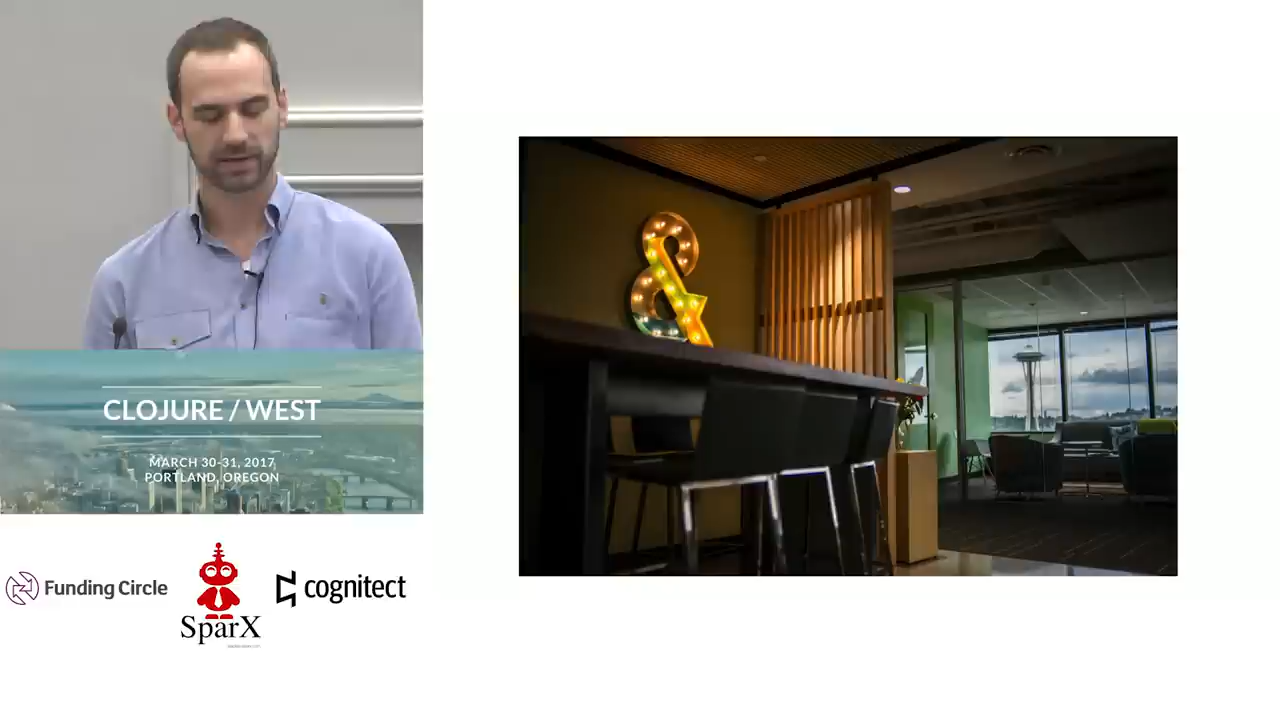 CLOJURE / WEST
MARCH 30-31, 2017
PORTLAND, OREGON
Funding Circle
SparX
cognitect
&